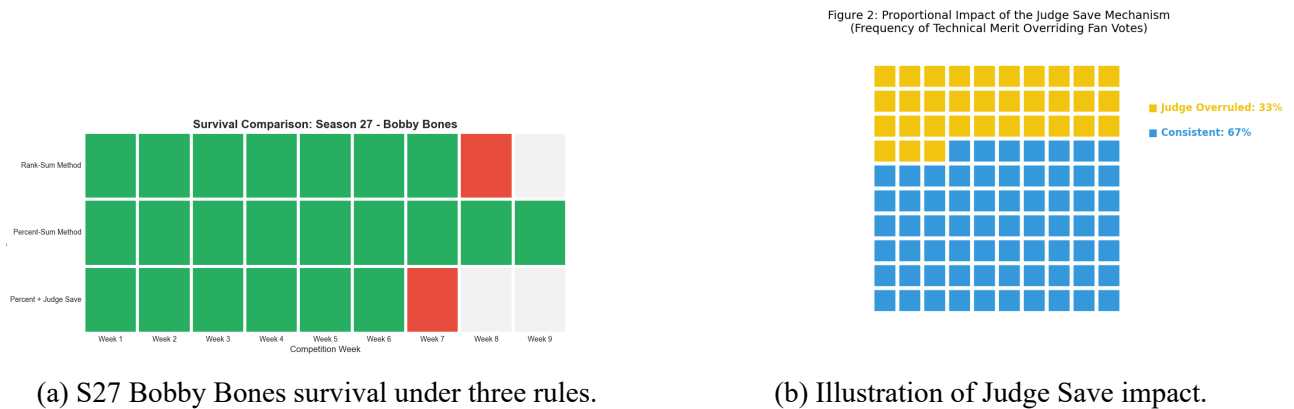 Survival Comparison: Season 27 - Bobby Bones
Rank-Sum Method
Percent-Sum Method
Percent + Judge Save
Week 1 Week 2 Week 3 Week 4 Week 5 Week 6 Week 7 Week 8 Week 9
Competition Week
(a) S27 Bobby Bones survival under three rules.
Figure 2: Proportional Impact of the Judge Save Mechanism
(Frequency of Technical Merit Overriding Fan Votes)
Judge Overruled: 33%
Consistent: 67%
(b) Illustration of Judge Save impact.